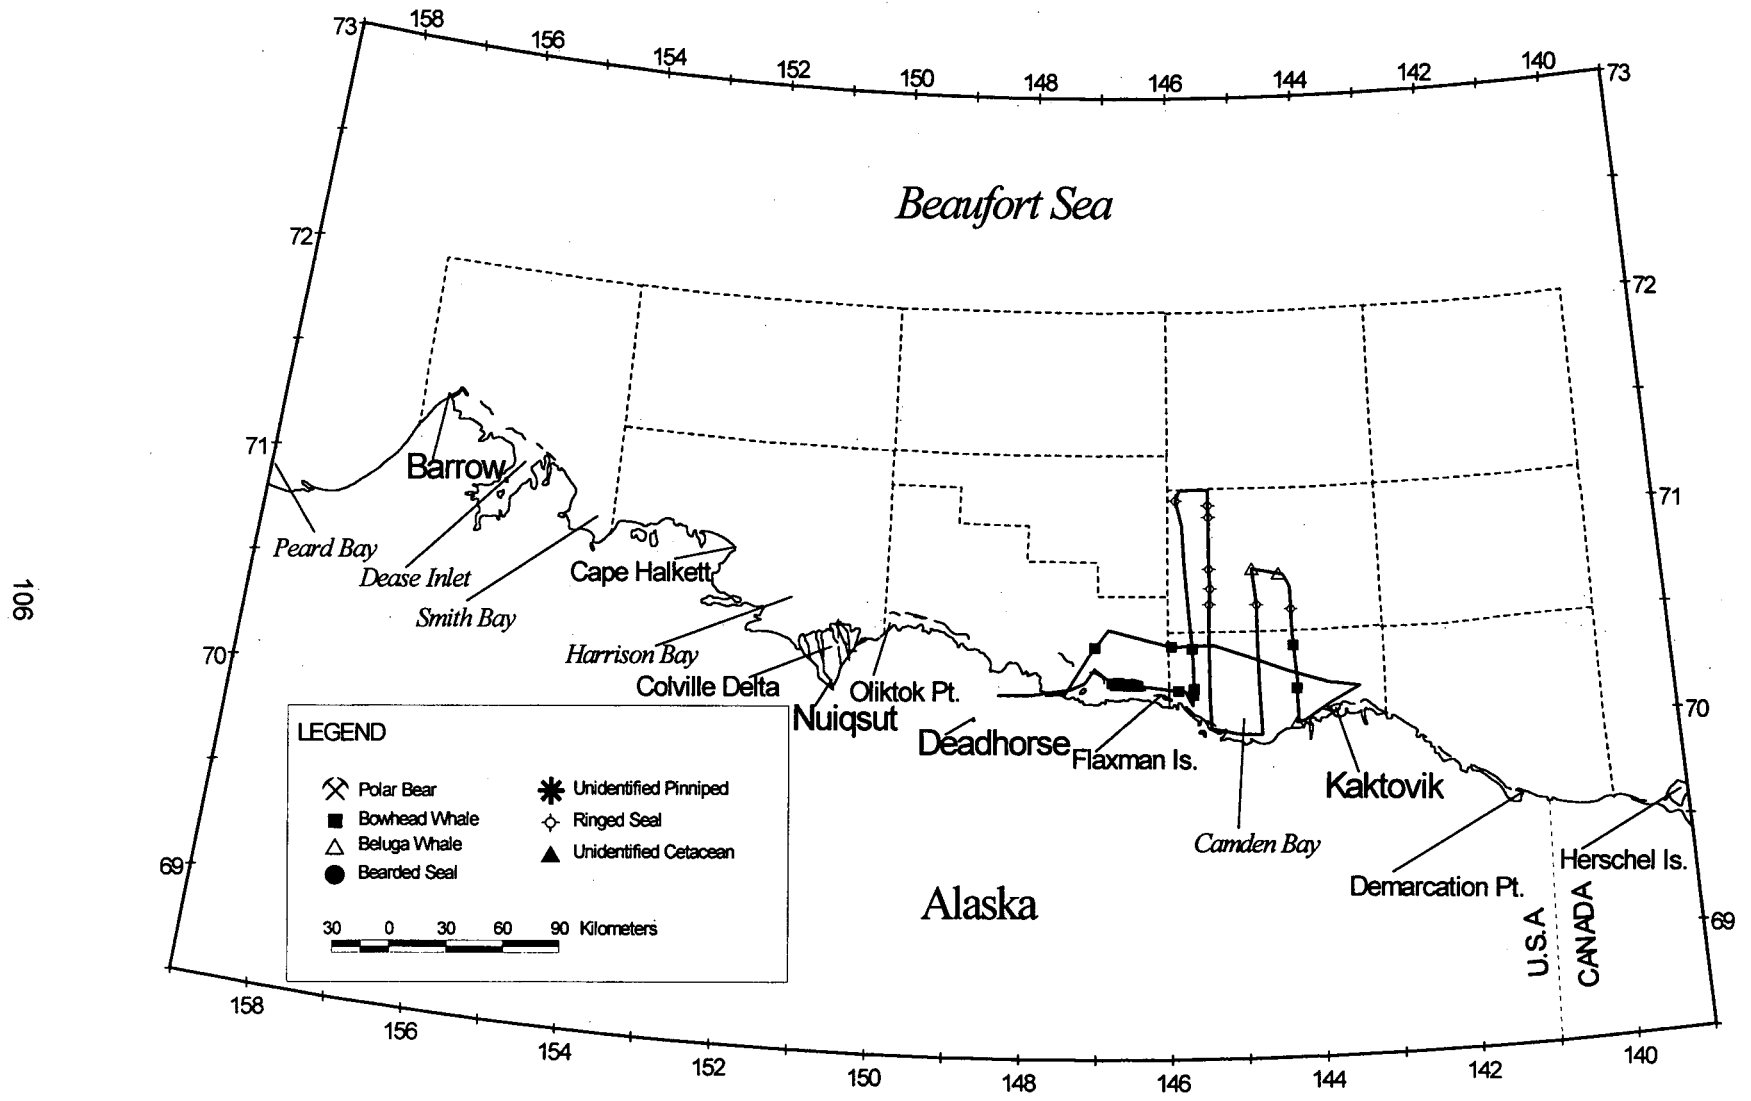 73
158
156
154
152
150
148
146
144
142
140
73
Beaufort Sea
72
72
71
71
Barrow
Peard Bay
Dease Inlet
Cape Halkett
Smith Bay
106
70
Harrison Bay
Colville Delta
Oliktok Pt.
70
Nuiqsut
Deadhorse
Flaxman Is.
Kaktovik
Camden Bay
Demarcation Pt.
Herschel Is.
LEGEND
Polar Bear
Bowhead Whale
Beluga Whale
Bearded Seal
Unidentified Pinniped
Ringed Seal
Unidentified Cetacean
30 0 30 60 90 Kilometers
69
Alaska
U.S.A
CANADA
69
158
156
154
152
150
148
146
144
142
140